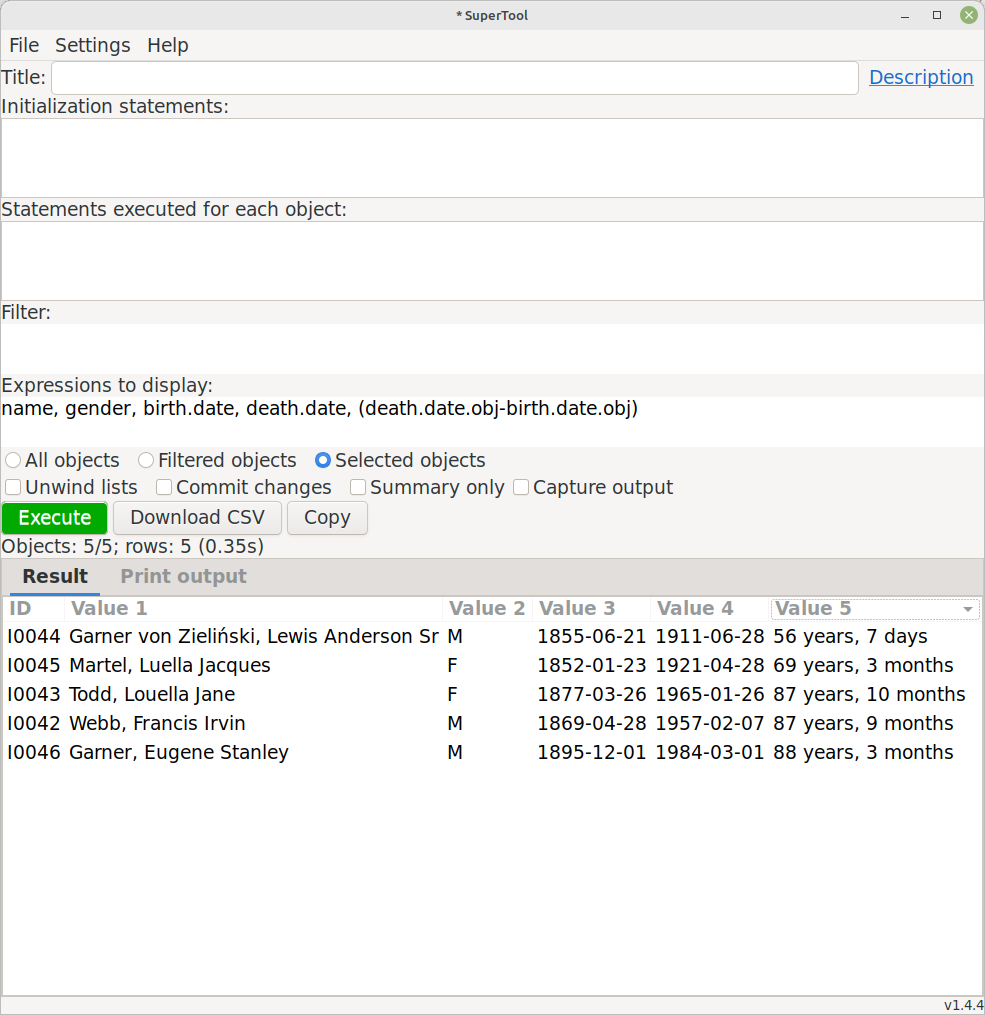 * SuperTool
File Settings Help
Title: Description
Initialization statements:
Statements executed for each object:
Filter:
Expressions to display:
name, gender, birth.date, death.date, (death.date.obj-birth.date.obj)
All objects Filtered objects Selected objects
Unwind lists Commit changes Summary only Capture output
Execute Download CSV Copy
Objects: 5/5; rows: 5 (0.35s)
Result Print output
ID Value 1 Value 2 Value 3 Value 4 Value 5
I0044 Garner von Zieliński, Lewis Anderson Sr M 1855-06-21 1911-06-28 56 years, 7 days
I0045 Martel, Luella Jacques F 1852-01-23 1921-04-28 69 years, 3 months
I0043 Todd, Louella Jane F 1877-03-26 1965-01-26 87 years, 10 months
I0042 Webb, Francis Irvin M 1869-04-28 1957-02-07 87 years, 9 months
I0046 Garner, Eugene Stanley M 1895-12-01 1984-03-01 88 years, 3 months
v1.4.4